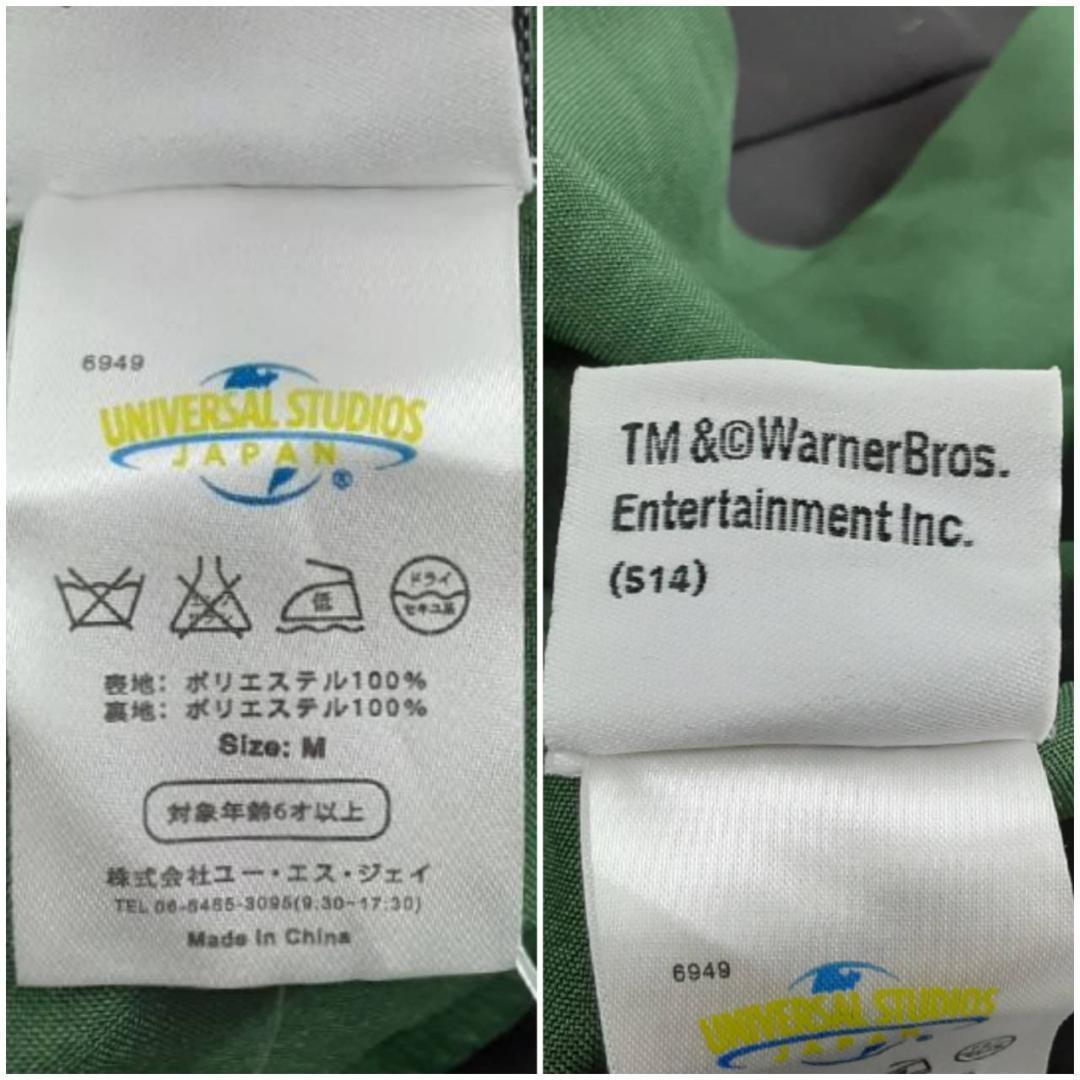 6949
UNIVERSAL STUDIOS
JAPAN
®
低
ドライ
セキユ系
表地: ポリエステル100%
裏地: ポリエステル100%
Size: M
対象年齢6才以上
株式会社ユー・エス・ジェイ
TEL 06-6465-3095(9:30~17:30)
Made in China
TM &©WarnerBros.
Entertainment Inc.
(514)
6949
UNIVERSAL STUDIOS
JAPAN